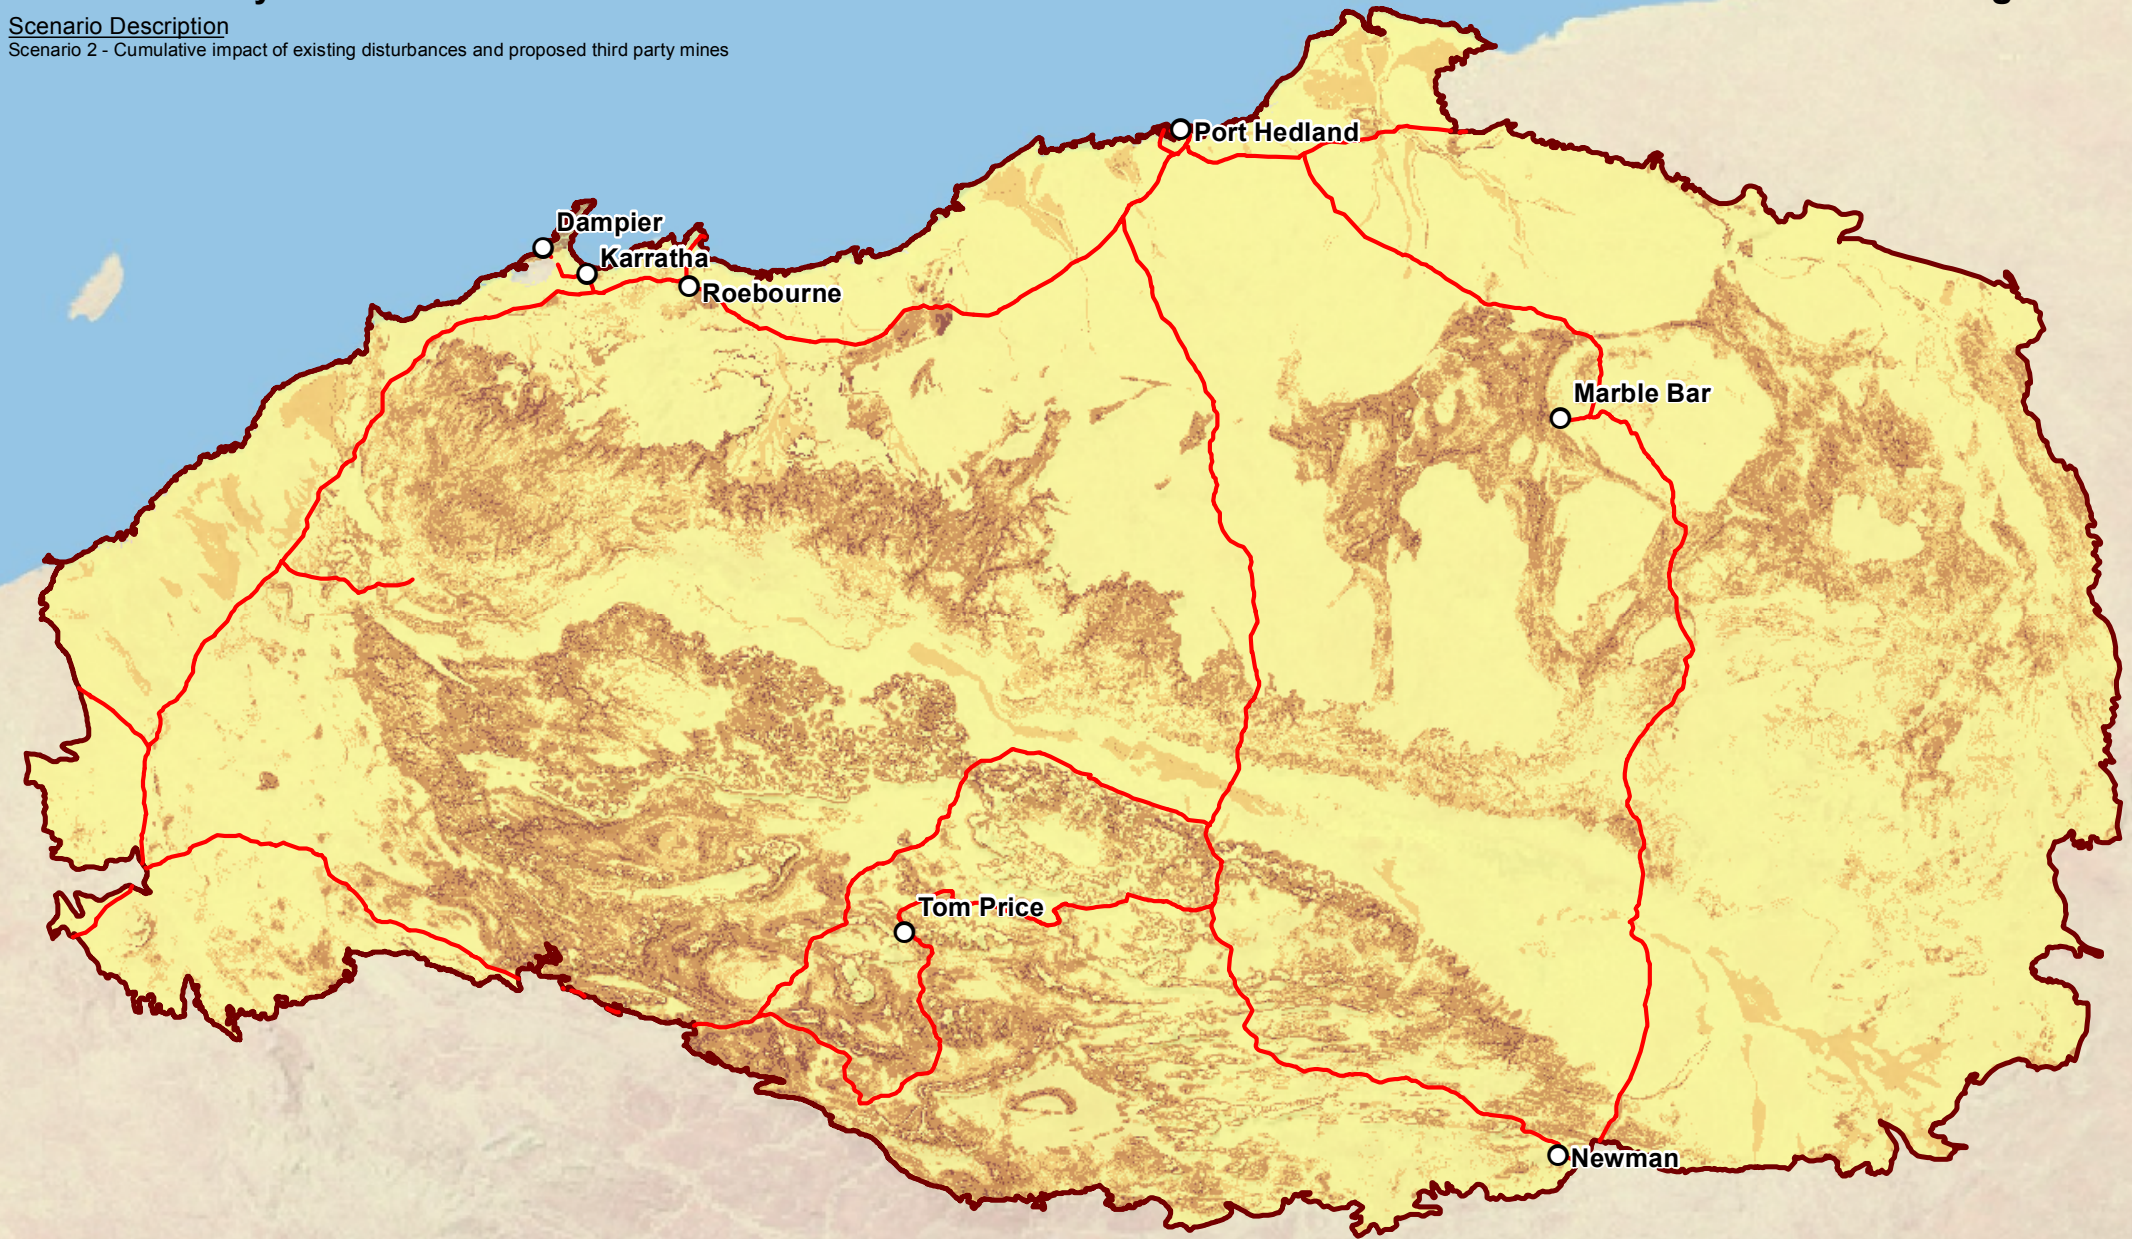 Scenario Description
Scenario 2 - Cumulative impact of existing disturbances and proposed third party mines
Port Hedland
Dampier
Karratha
Roebourne
Marble Bar
Tom Price
Newman